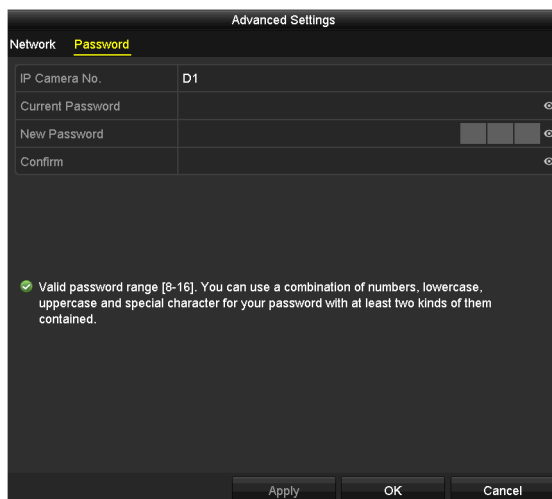 Advanced Settings
Network Password
IP Camera No. D1
Current Password
New Password
Confirm
Valid password range [8-16]. You can use a combination of numbers, lowercase,
uppercase and special character for your password with at least two kinds of them
contained.
Apply OK Cancel